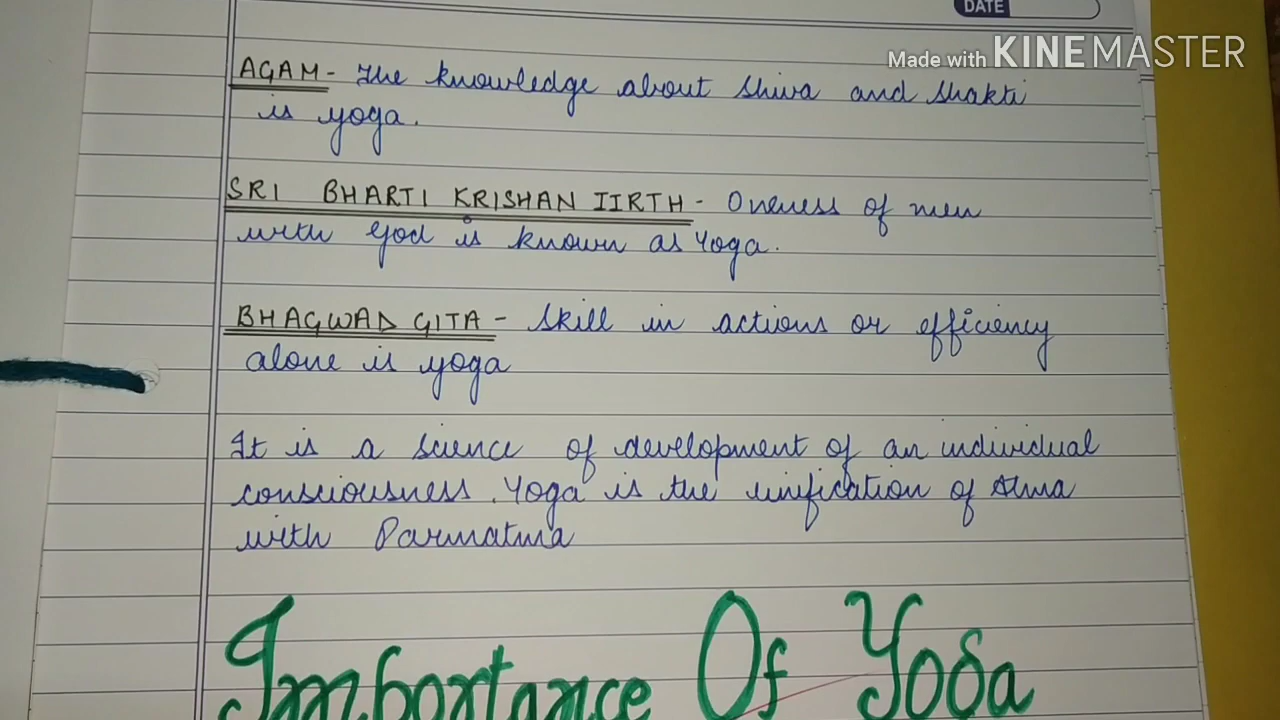 DATE
Made with KINEMASTER
AGAM - The knowledge about Shiva and Shakti
is yoga.
SRI BHARTI KRISHAN TIRTH - Oneness of men
with God is known as Yoga.
BHAGWAD GITA - Skill in actions or efficiency
alone is yoga
It is a science of development of an individual
consciousness. Yoga is the unification of Atma
with Parmatma
Importance Of Yoga